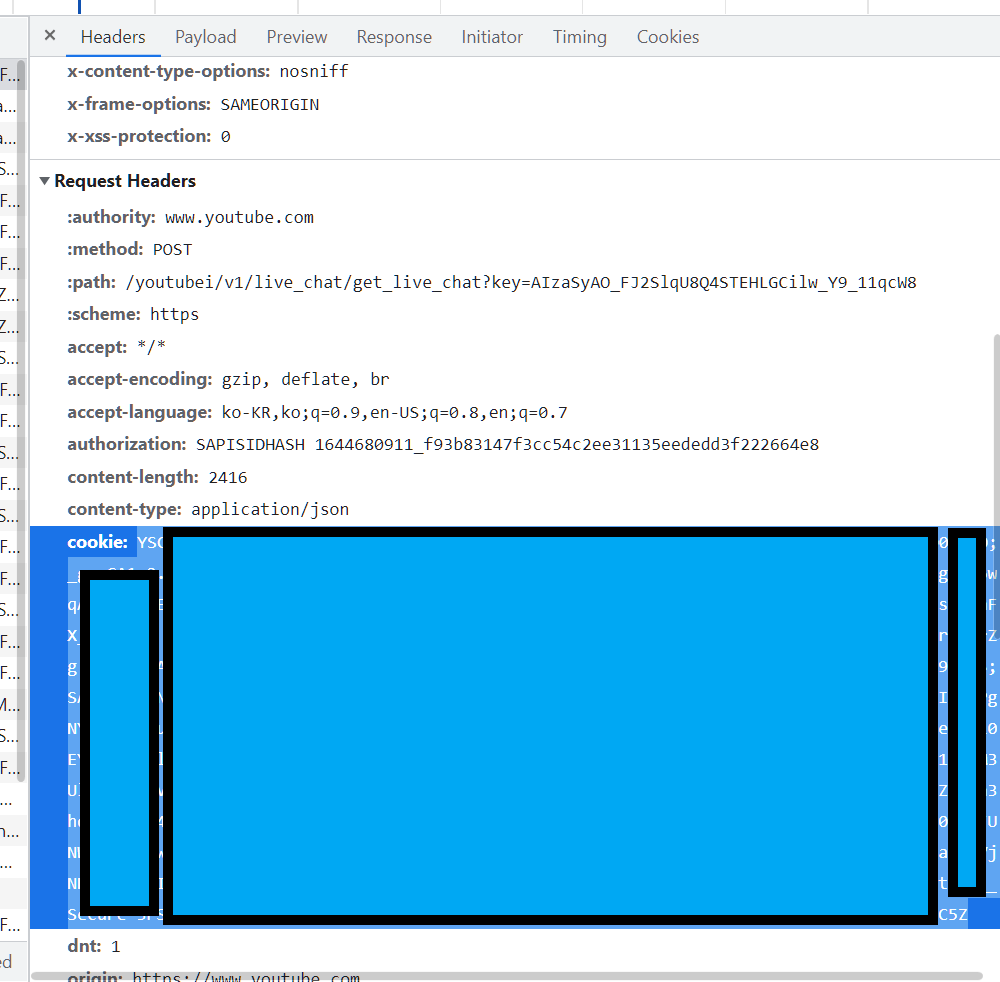 × Headers Payload Preview Response Initiator Timing Cookies
x-content-type-options: nosniff
x-frame-options: SAMEORIGIN
x-xss-protection: 0
Request Headers
:authority: www.youtube.com
:method: POST
:path: /youtubei/v1/live_chat/get_live_chat?key=AIzaSyAO_FJ2SlqU8Q4STEHLGCilw_Y9_11qcW8
:scheme: https
accept: */*
accept-encoding: gzip, deflate, br
accept-language: ko-KR,ko;q=0.9,en-US;q=0.8,en;q=0.7
authorization: SAPISIDHASH 1644680911_f93b83147f3cc54c2ee31135eededd3f222664e8
content-length: 2416
content-type: application/json
cookie:
C5Z
dnt: 1
origin: https://www.youtube.com